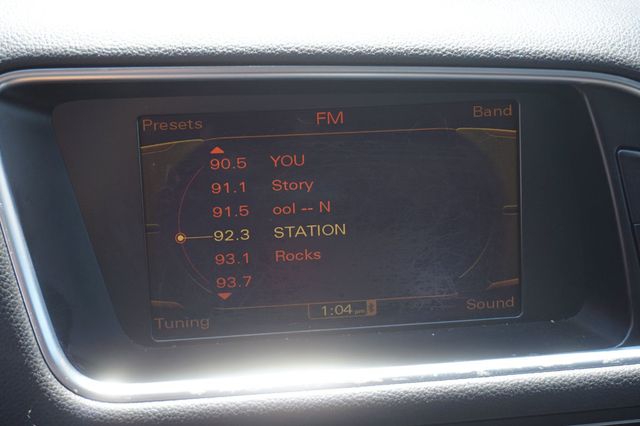 Presets FM Band
90.5 YOU
91.1 Story
91.5 ool -- N
92.3 STATION
93.1 Rocks
93.7
Tuning 1:04 pm Sound